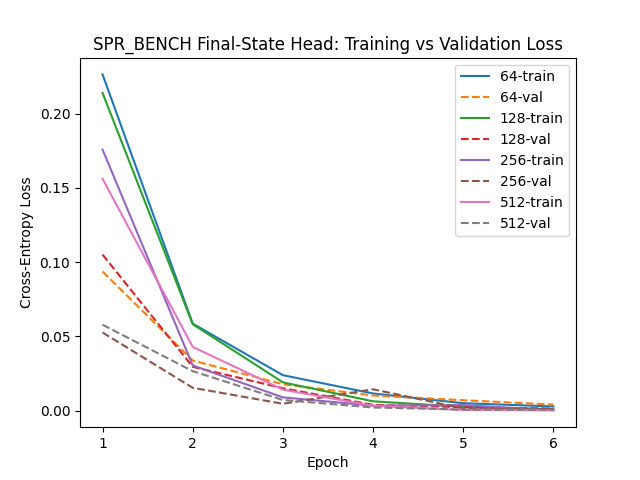 SPR_BENCH Final-State Head: Training vs Validation Loss
Cross-Entropy Loss
0.20
0.15
0.10
0.05
0.00
64-train
64-val
128-train
128-val
256-train
256-val
512-train
512-val
1 2 3 4 5 6
Epoch